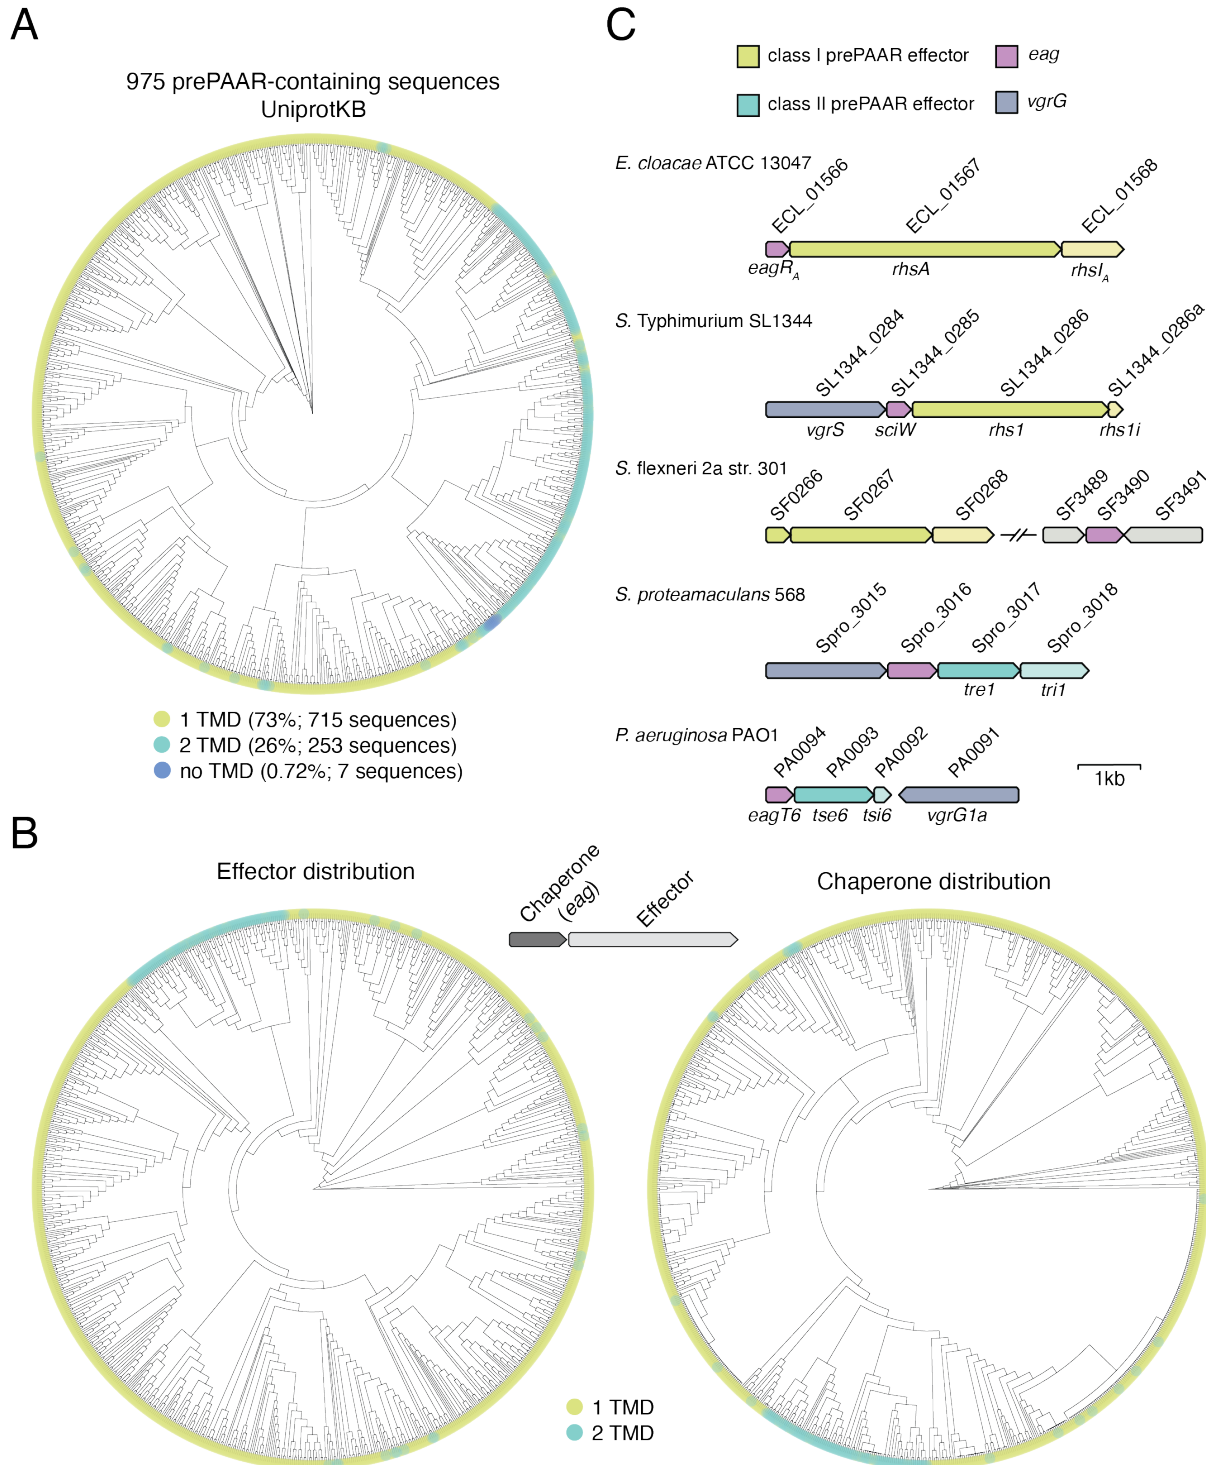 A
975 prePAAR-containing sequences
UniprotKB
1 TMD (73%; 715 sequences)
2 TMD (26%; 253 sequences)
no TMD (0.72%; 7 sequences)
C
class I prePAAR effector
eag
class II prePAAR effector
vgrG
E. cloacae ATCC 13047
ECL_01566
ECL_01567
ECL_01568
eagRA
rhsA
rhsIA
S. Typhimurium SL1344
SL1344_0284
SL1344_0285
SL1344_0286
SL1344_0286a
vgrS
sciW
rhs1
rhs1i
S. flexneri 2a str. 301
SF0266
SF0267
SF0268
SF3489
SF3490
SF3491
S. proteamaculans 568
Spro_3015
Spro_3016
Spro_3017
Spro_3018
tre1
tri1
P. aeruginosa PAO1
PA0094
PA0093
PA0092
PA0091
eagT6
tse6
tsi6
vgrG1a
1kb
B
Effector distribution
Chaperone
(eag)
Effector
Chaperone distribution
1 TMD
2 TMD